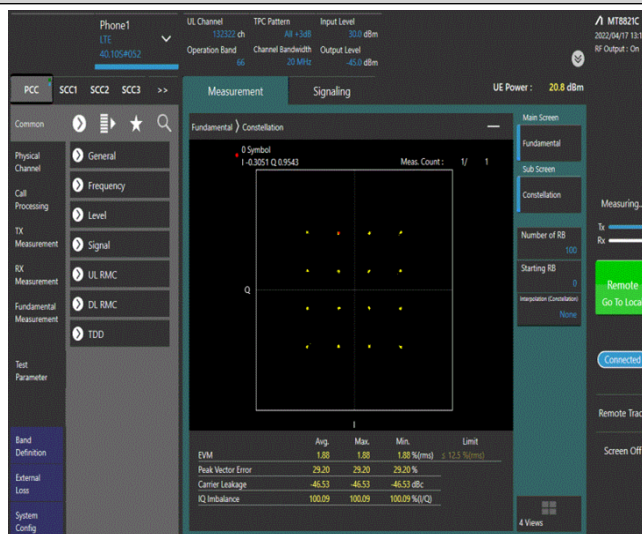 Phone1
LTE
40.105#052
UL Channel TPC Pattern Input Level
132322 ch All +3dB 30.0 dBm
Operation Band Channel Bandwidth Output Level
66 20 MHz -45.0 dBm
MT8821C
2022/04/17 13:1
RF Output : On
PCC SCC1 SCC2 SCC3 >>
Measurement Signaling
UE Power : 20.8 dBm
Common
Physical
Channel
Call
Processing
TX
Measurement
RX
Measurement
Fundamental
Measurement
Test
Parameter
Band
Definition
External
Loss
System
Config
General
Frequency
Level
Signal
UL RMC
DL RMC
TDD
Fundamental 〉 Constellation
0 Symbol
I -0.3051 Q 0.9543 Meas. Count : 1/ 1
Q
I
Avg. Max. Min. Limit
EVM 1.88 1.88 1.88 %(rms) ≤ 12.5 %(rms)
Peak Vector Error 29.20 29.20 29.20 %
Carrier Leakage -46.53 -46.53 -46.53 dBc
IQ Imbalance 100.09 100.09 100.09 %(I/Q)
Main Screen
Fundamental
Sub Screen
Constellation
Number of RB
100
Starting RB
0
Interpolation (Constellation)
None
4 Views
Measuring..
Tx
Rx
Remote
Go To Loca
Connected
Remote Trac
Screen Off